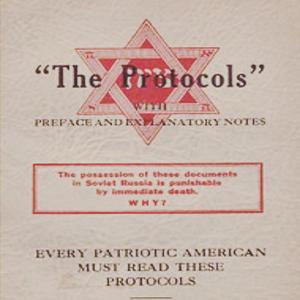 "The Protocols"
WITH
PREFACE AND EXPLANATORY NOTES
The possession of these documents
in Soviet Russia is punishable
by immediate death.
WHY?
EVERY PATRIOTIC AMERICAN
MUST READ THESE
PROTOCOLS